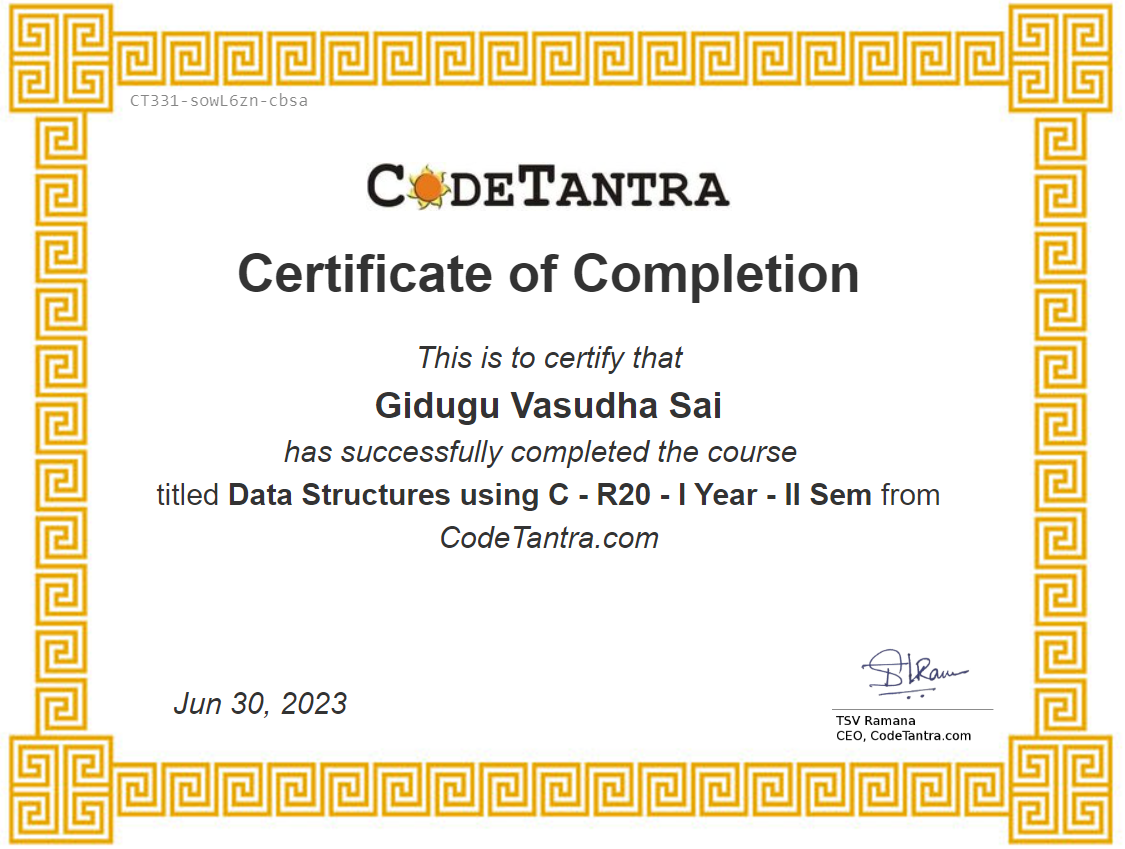 CT331-sowL6zn-cbsa
CODETANTRA
Certificate of Completion
This is to certify that
Gidugu Vasudha Sai
has successfully completed the course
titled Data Structures using C - R20 - I Year - II Sem from
CodeTantra.com
Jun 30, 2023
TSV Ramana
CEO, CodeTantra.com